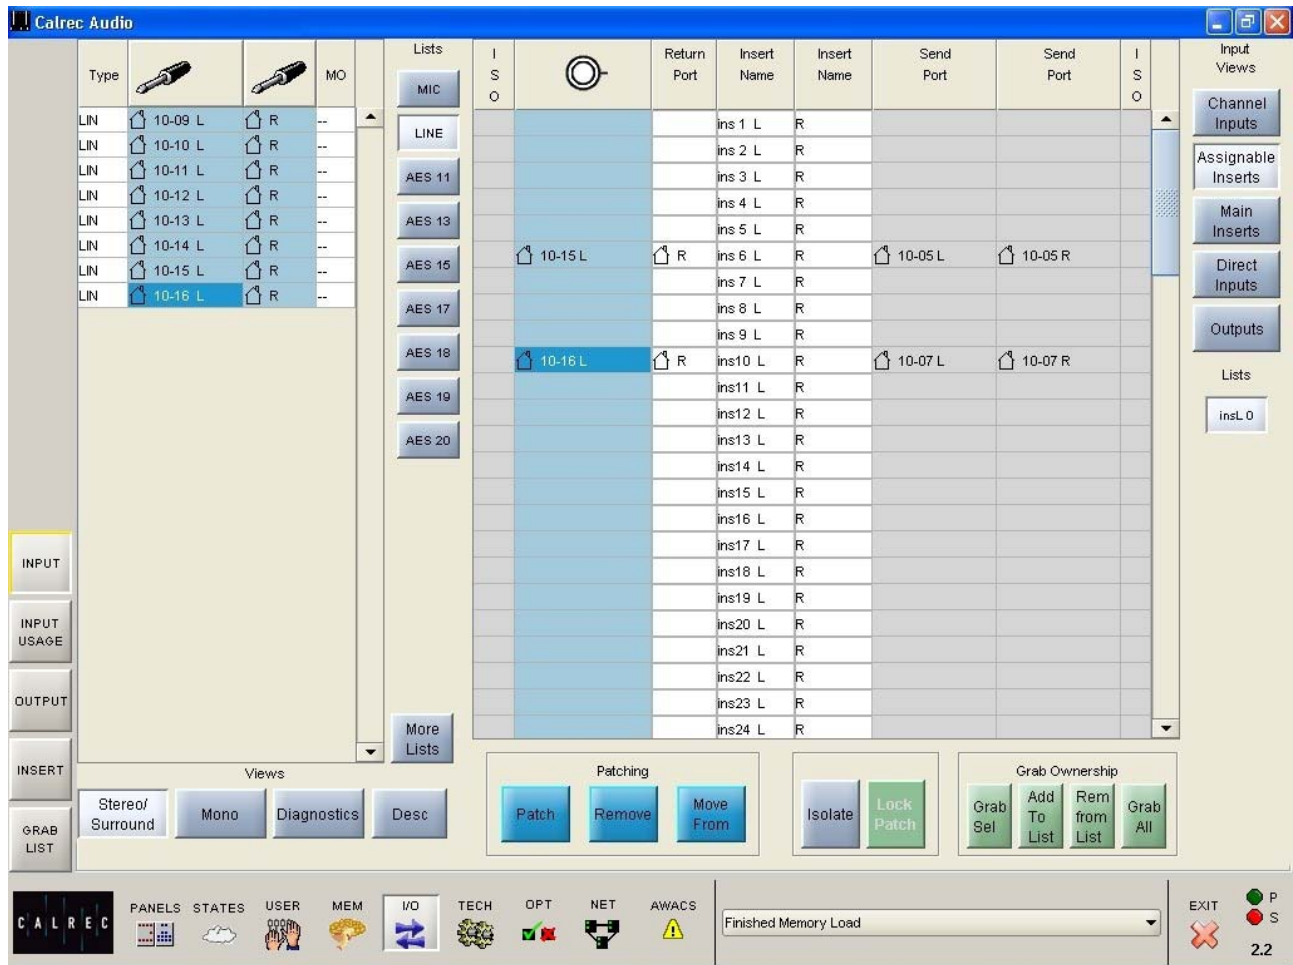 Calrec Audio
Type
MO
LIN 10-09 L R --
LIN 10-10 L R --
LIN 10-11 L R --
LIN 10-12 L R --
LIN 10-13 L R --
LIN 10-14 L R --
LIN 10-15 L R --
LIN 10-16 L R --
Lists
MIC
LINE
AES 11
AES 13
AES 15
AES 17
AES 18
AES 19
AES 20
More
Lists
I
S
O
Return
Port
Insert
Name
Insert
Name
Send
Port
Send
Port
I
S
O
ins 1 L R
ins 2 L R
ins 3 L R
ins 4 L R
ins 5 L R
10-15 L R ins 6 L R 10-05 L 10-05 R
ins 7 L R
ins 8 L R
ins 9 L R
10-16 L R ins10 L R 10-07 L 10-07 R
ins11 L R
ins12 L R
ins13 L R
ins14 L R
ins15 L R
ins16 L R
ins17 L R
ins18 L R
ins19 L R
ins20 L R
ins21 L R
ins22 L R
ins23 L R
ins24 L R
Input
Views
Channel
Inputs
Assignable
Inserts
Main
Inserts
Direct
Inputs
Outputs
Lists
insL 0
INPUT
INPUT
USAGE
OUTPUT
INSERT
GRAB
LIST
Views
Stereo/
Surround
Mono
Diagnostics
Desc
Patching
Patch
Remove
Move
From
Isolate
Lock
Patch
Grab Ownership
Grab
Sel
Add
To
List
Rem
from
List
Grab
All
CALREC
PANELS
STATES
USER
MEM
I/O
TECH
OPT
NET
AWACS
Finished Memory Load
EXIT
P
S
2.2